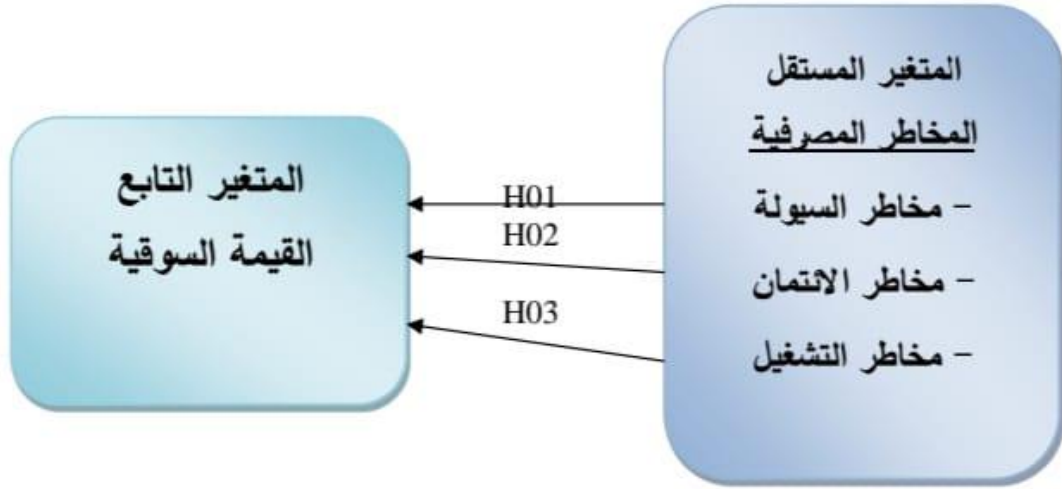 المتغير المستقل
المخاطر المصرفية
- مخاطر السيولة
- مخاطر الائتمان
- مخاطر التشغيل
H01
H02
H03
المتغير التابع
القيمة السوقية